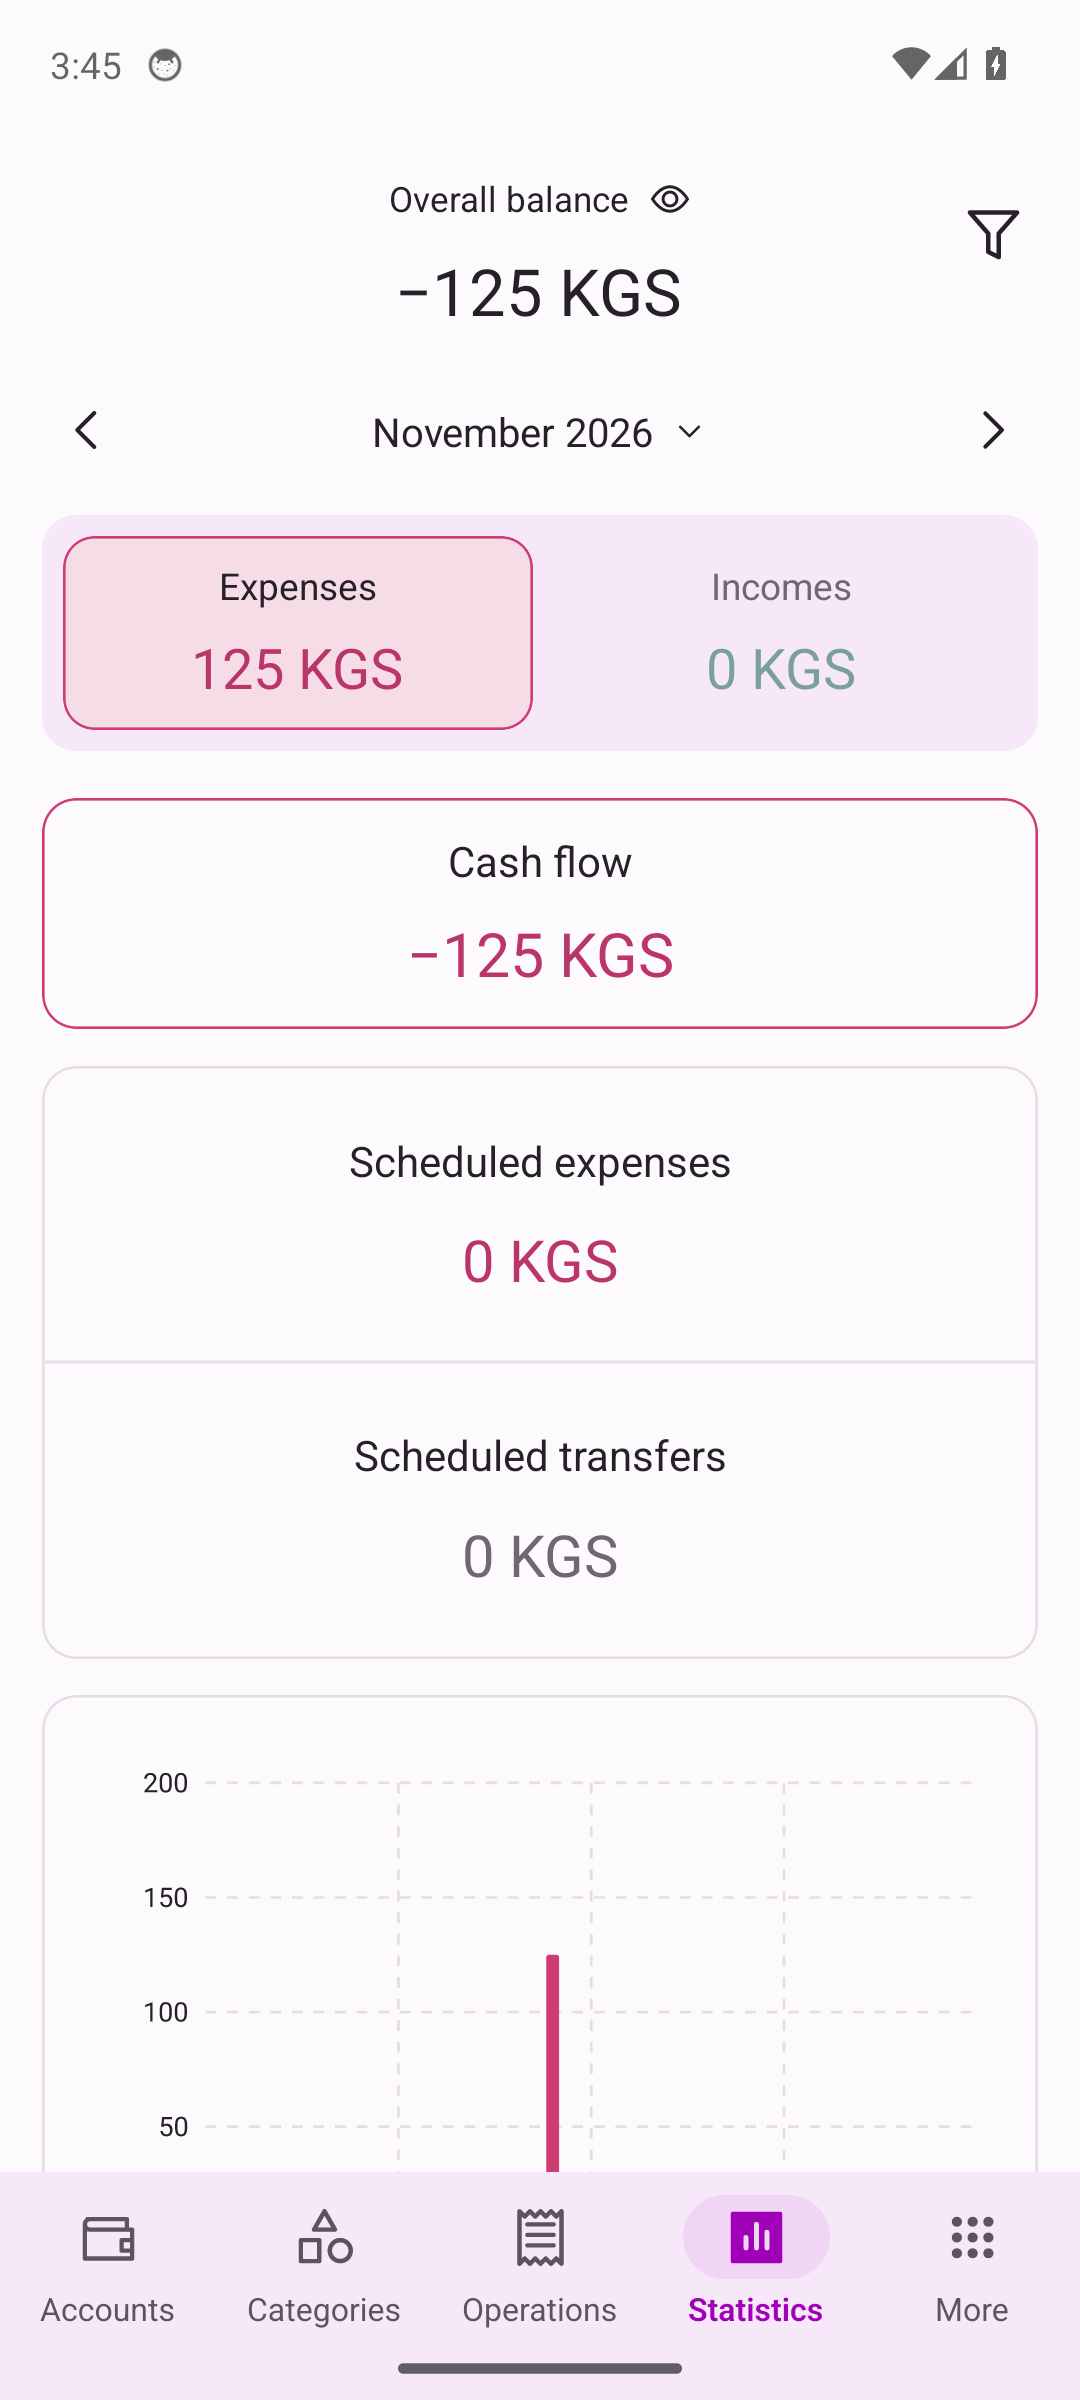 3:45
Overall balance
−125 KGS
November 2026
Expenses
125 KGS
Incomes
0 KGS
Cash flow
−125 KGS
Scheduled expenses
0 KGS
Scheduled transfers
0 KGS
200
150
100
50
Accounts
Categories
Operations
Statistics
More